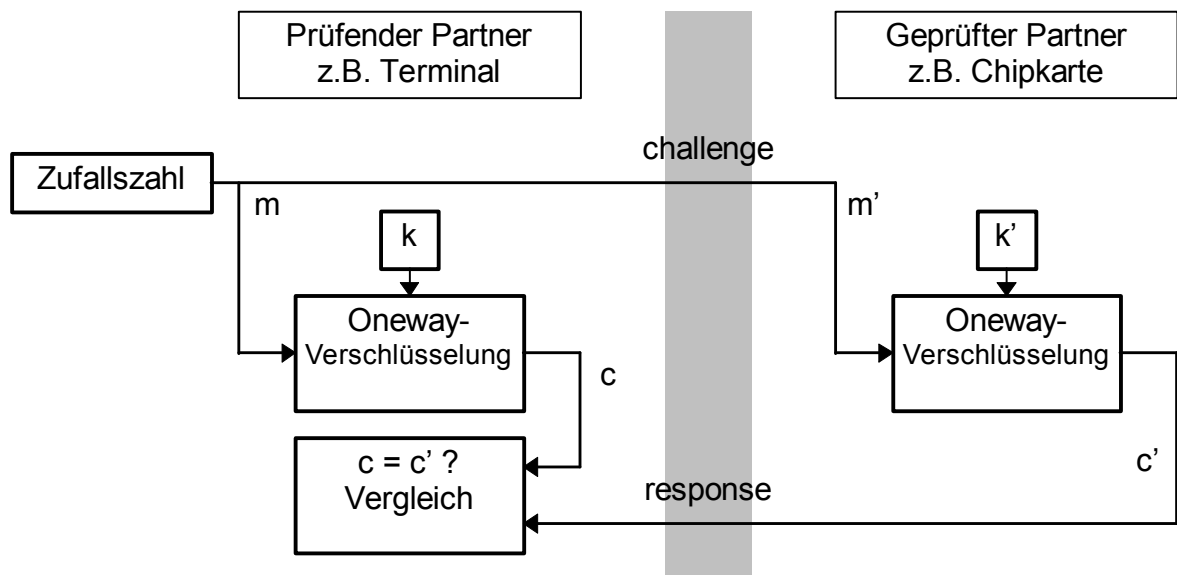 Prüfender Partner
z.B. Terminal
Geprüfter Partner
z.B. Chipkarte
challenge
Zufallszahl
m
m’
k
k’
Oneway-
Verschlüsselung
Oneway-
Verschlüsselung
c
c = c’ ?
Vergleich
c’
response